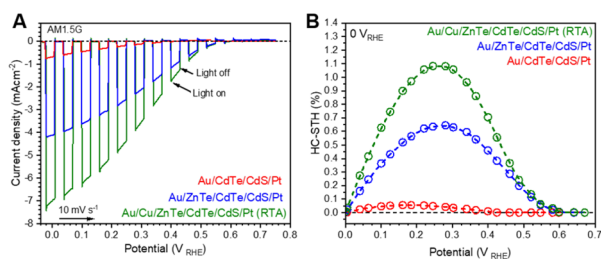 A
AM1.5G
0
-1
-2
-3
-4
-5
-6
-7
-8
Current density (mAcm⁻²)
Light off
Light on
Au/CdTe/CdS/Pt
Au/ZnTe/CdTe/CdS/Pt
Au/Cu/ZnTe/CdTe/CdS/Pt (RTA)
10 mV s⁻¹
0.0 0.1 0.2 0.3 0.4 0.5 0.6 0.7 0.8
Potential (V RHE)
B
0 VRHE
Au/Cu/ZnTe/CdTe/CdS/Pt (RTA)
Au/ZnTe/CdTe/CdS/Pt
Au/CdTe/CdS/Pt
1.4
1.3
1.2
1.1
1.0
0.9
0.8
0.7
0.6
0.5
0.4
0.3
0.2
0.1
0.0
HC-STH (%)
0.0 0.1 0.2 0.3 0.4 0.5 0.6 0.7
Potential (V RHE)